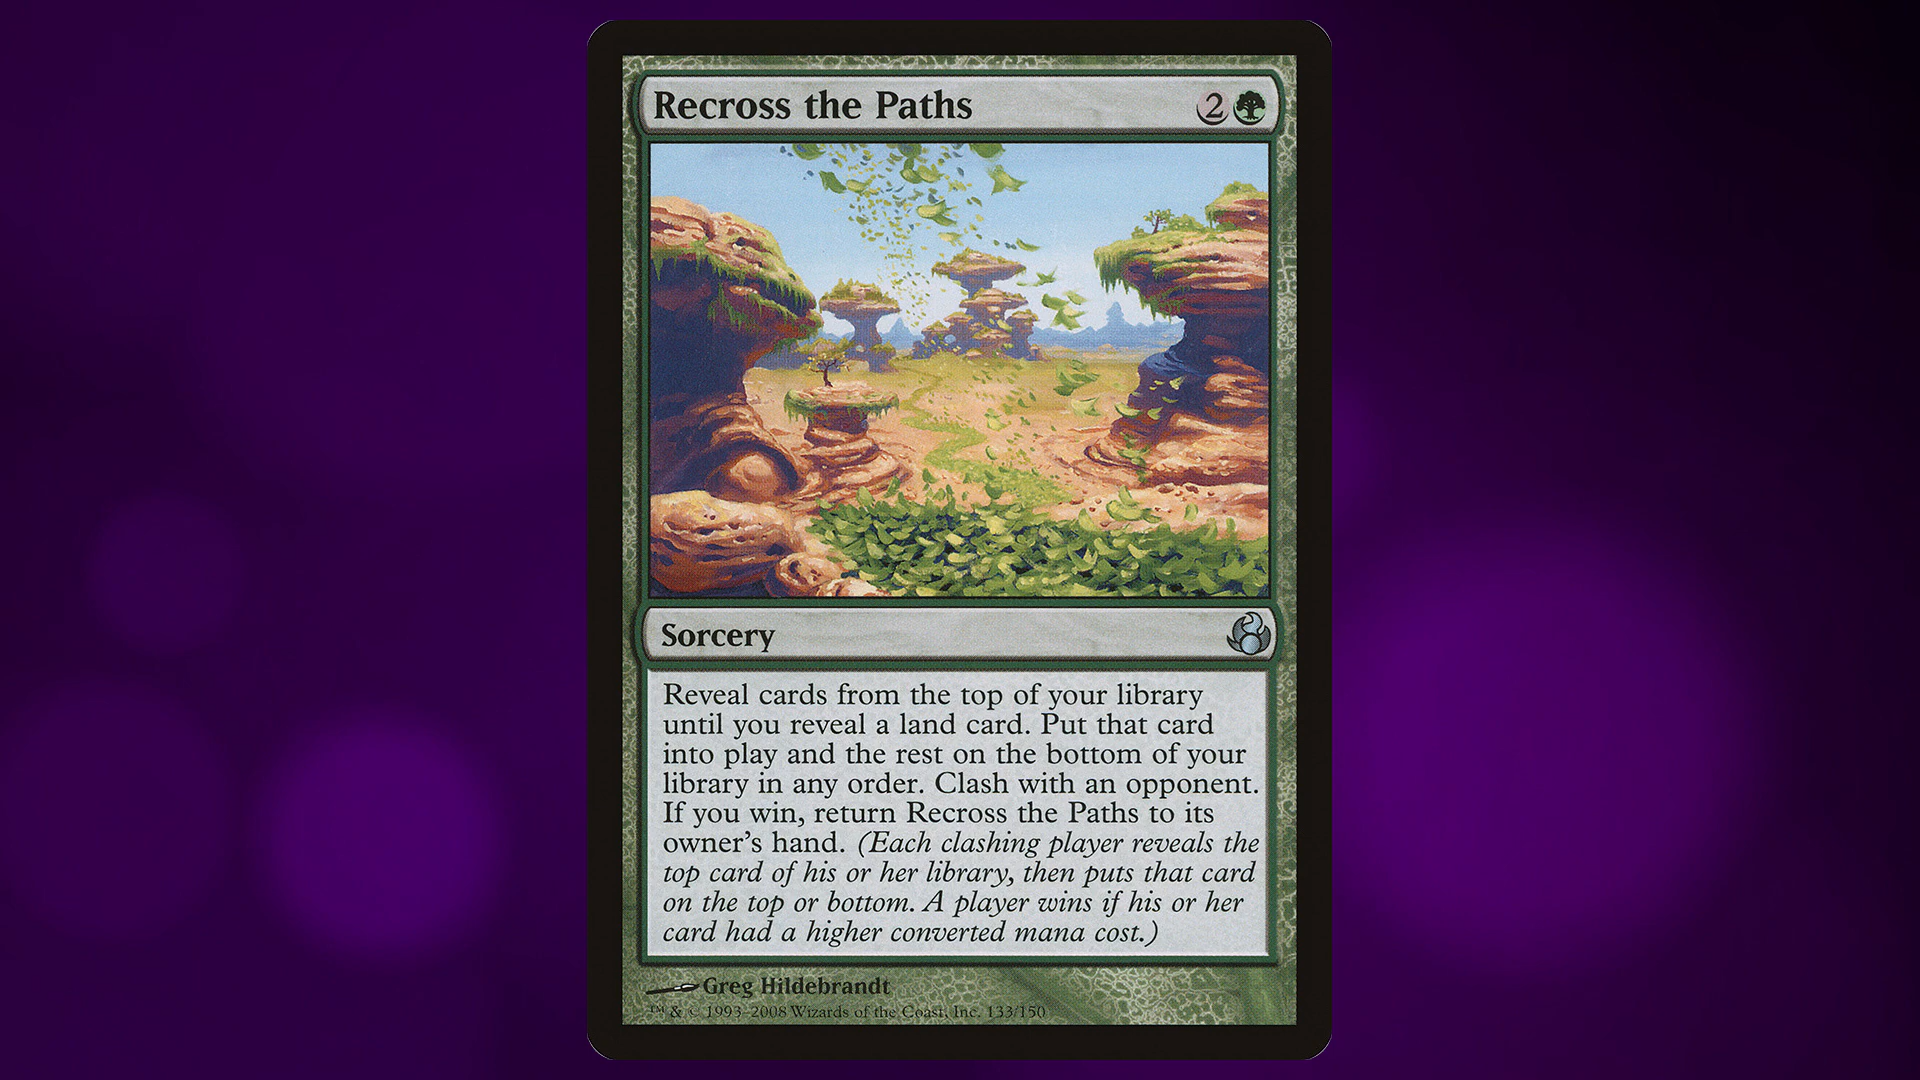 Recross the Paths 2
Sorcery
Reveal cards from the top of your library
until you reveal a land card. Put that card
into play and the rest on the bottom of your
library in any order. Clash with an opponent.
If you win, return Recross the Paths to its
owner's hand. (Each clashing player reveals the
top card of his or her library, then puts that card
on the top or bottom. A player wins if his or her
card had a higher converted mana cost.)
Greg Hildebrandt
™ & © 1993–2008 Wizards of the Coast, Inc. 133/150